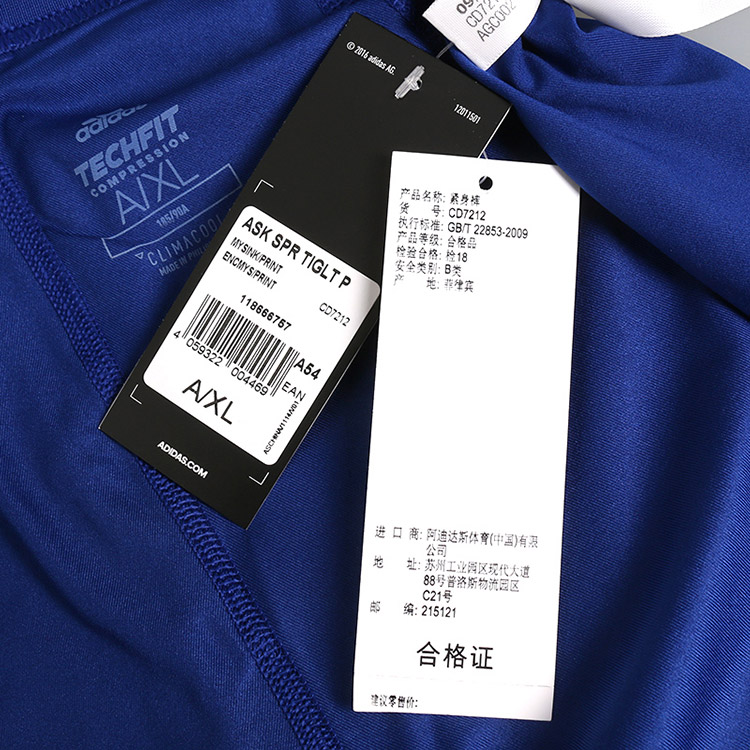 CD7212
AGC002
adidas
TECHFIT
COMPRESSION
A/XL
185/98A
CLIMACOOL
© 2016 adidas AG.
12011501
ASK SPR TIGLT P
MYSINK/PRINT
ENCMYS/PRINT
CD7212
118666757
4 059322 004469
EAN
A54
A/XL
ADIDAS.COM
产品名称: 紧身裤
货 号: CD7212
执行标准: GB/T 22853-2009
产品等级: 合格品
检验合格: 检18
安全类别: B类
产 地: 菲律宾
进 口 商: 阿迪达斯体育(中国)有限
公司
地 址: 苏州工业园区现代大道
88号普洛斯物流园区
C21号
邮 编: 215121
合格证
建议零售价: